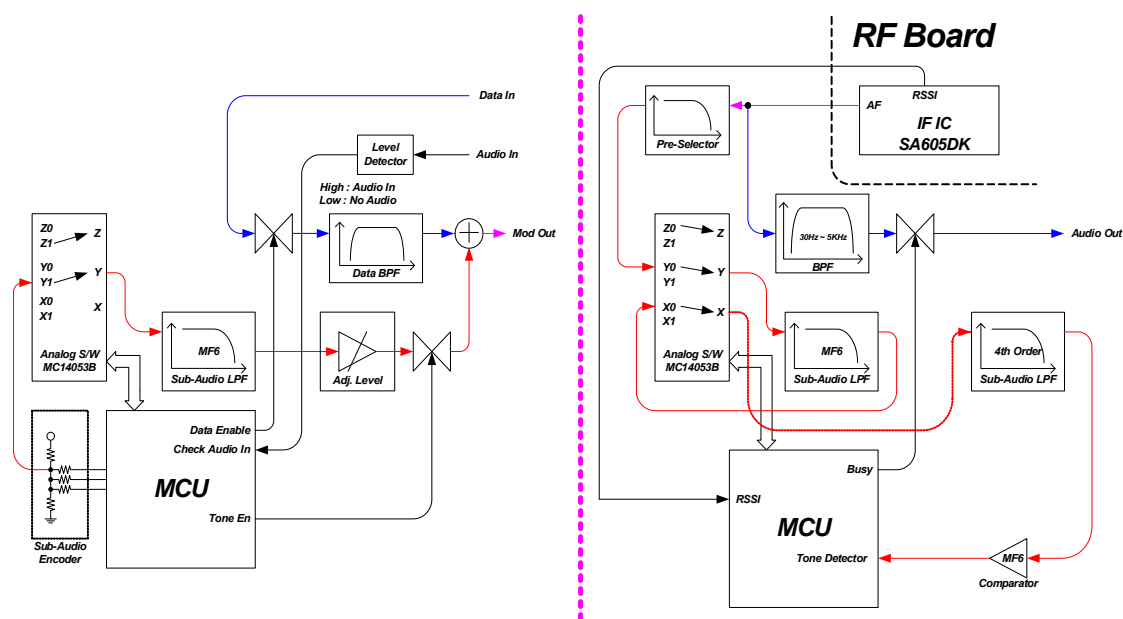 Data In
Level
Detector
Audio In
High : Audio In
Low : No Audio
Z0
Z1
Z
Y0
Y1
Y
X0
X1
X
Analog S/W
MC14053B
Data BPF
Mod Out
MF6
Sub-Audio LPF
Adj. Level
Data Enable
Check Audio In
MCU
Tone En
Sub-Audio
Encoder
RF Board
RSSI
AF
IF IC
SA605DK
Pre-Selector
Z0
Z1
Z
Y0
Y1
Y
X0
X1
X
Analog S/W
MC14053B
30Hz ~ 5KHz
BPF
Audio Out
MF6
Sub-Audio LPF
4th Order
Sub-Audio LPF
Busy
RSSI
MCU
Tone Detector
MF6
Comparator